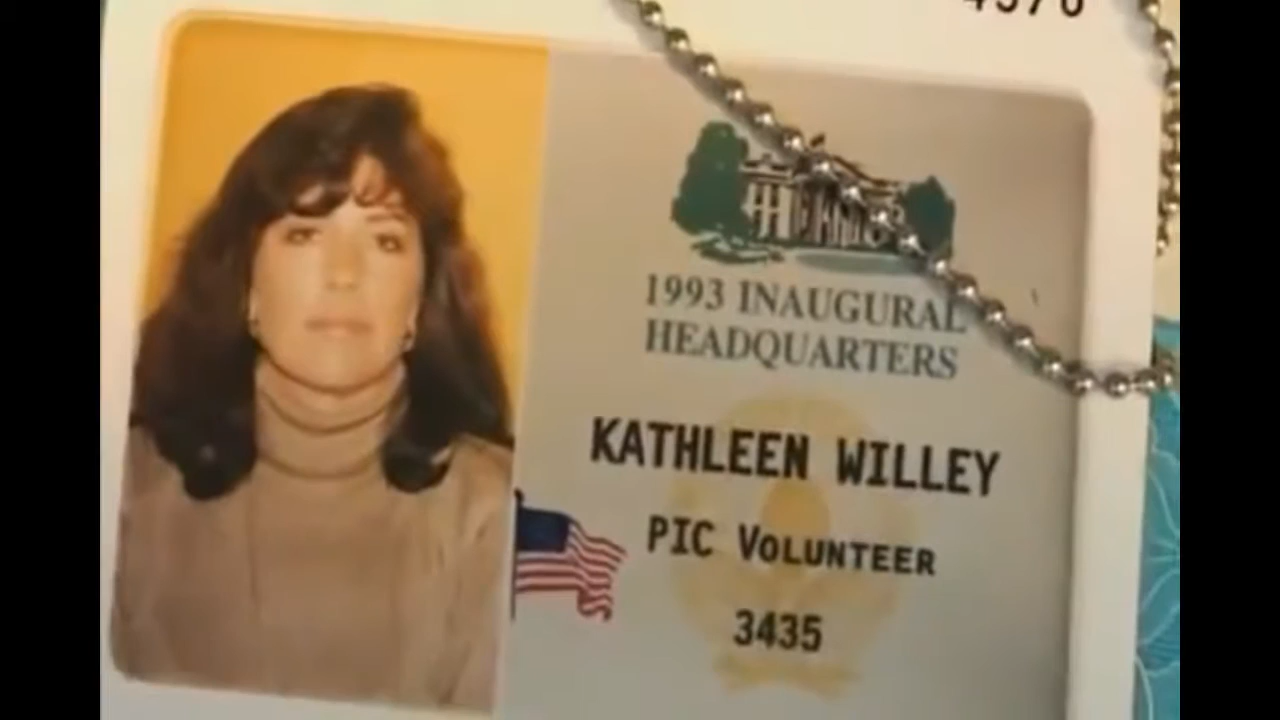 1993 INAUGURAL
HEADQUARTERS
KATHLEEN WILLEY
PIC VOLUNTEER
3435